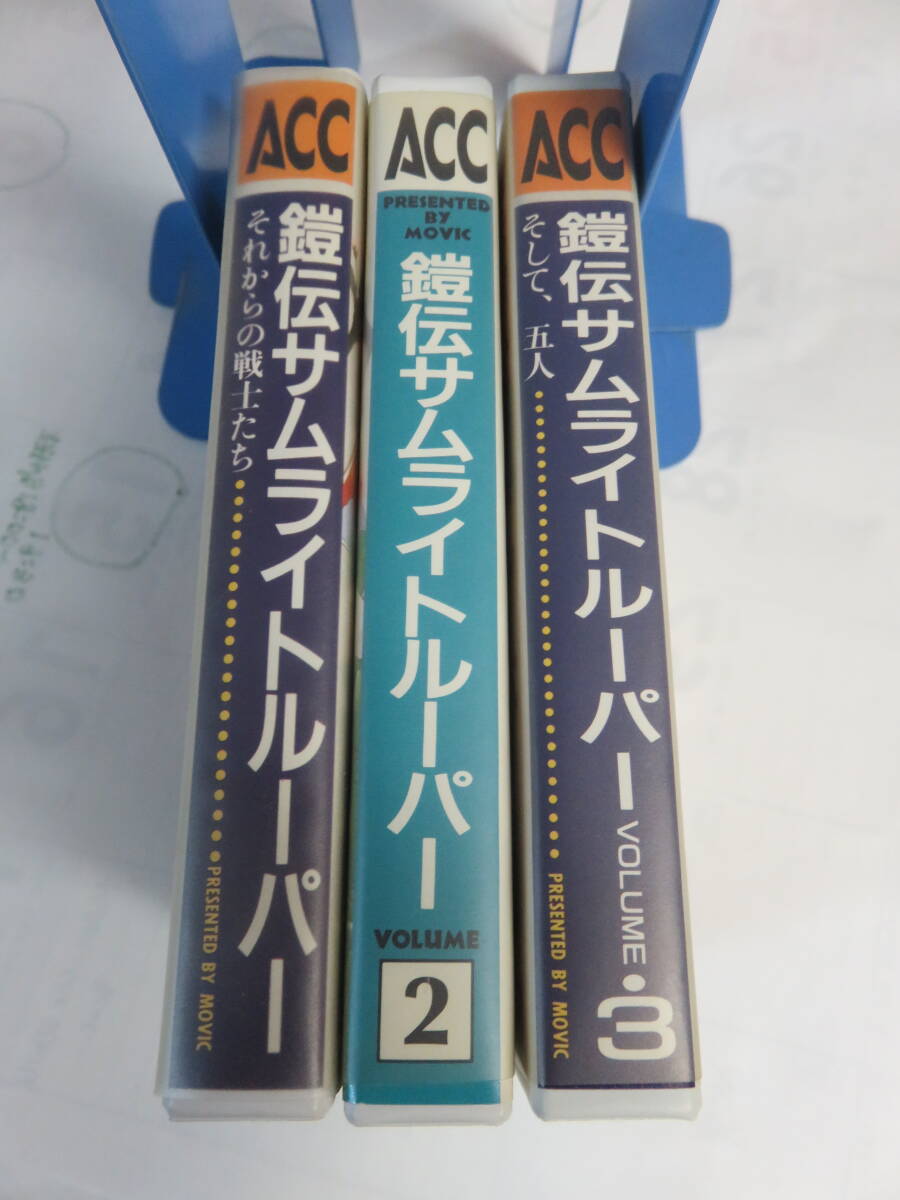 ACC
鎧伝サムライトルーパー
それからの戦士たち
PRESENTED BY MOVIC
ACC
PRESENTED
BY
MOVIC
鎧伝サムライトルーパー
VOLUME
2
ACC
鎧伝サムライトルーパー VOLUME・3
そして、五人
PRESENTED BY MOVIC